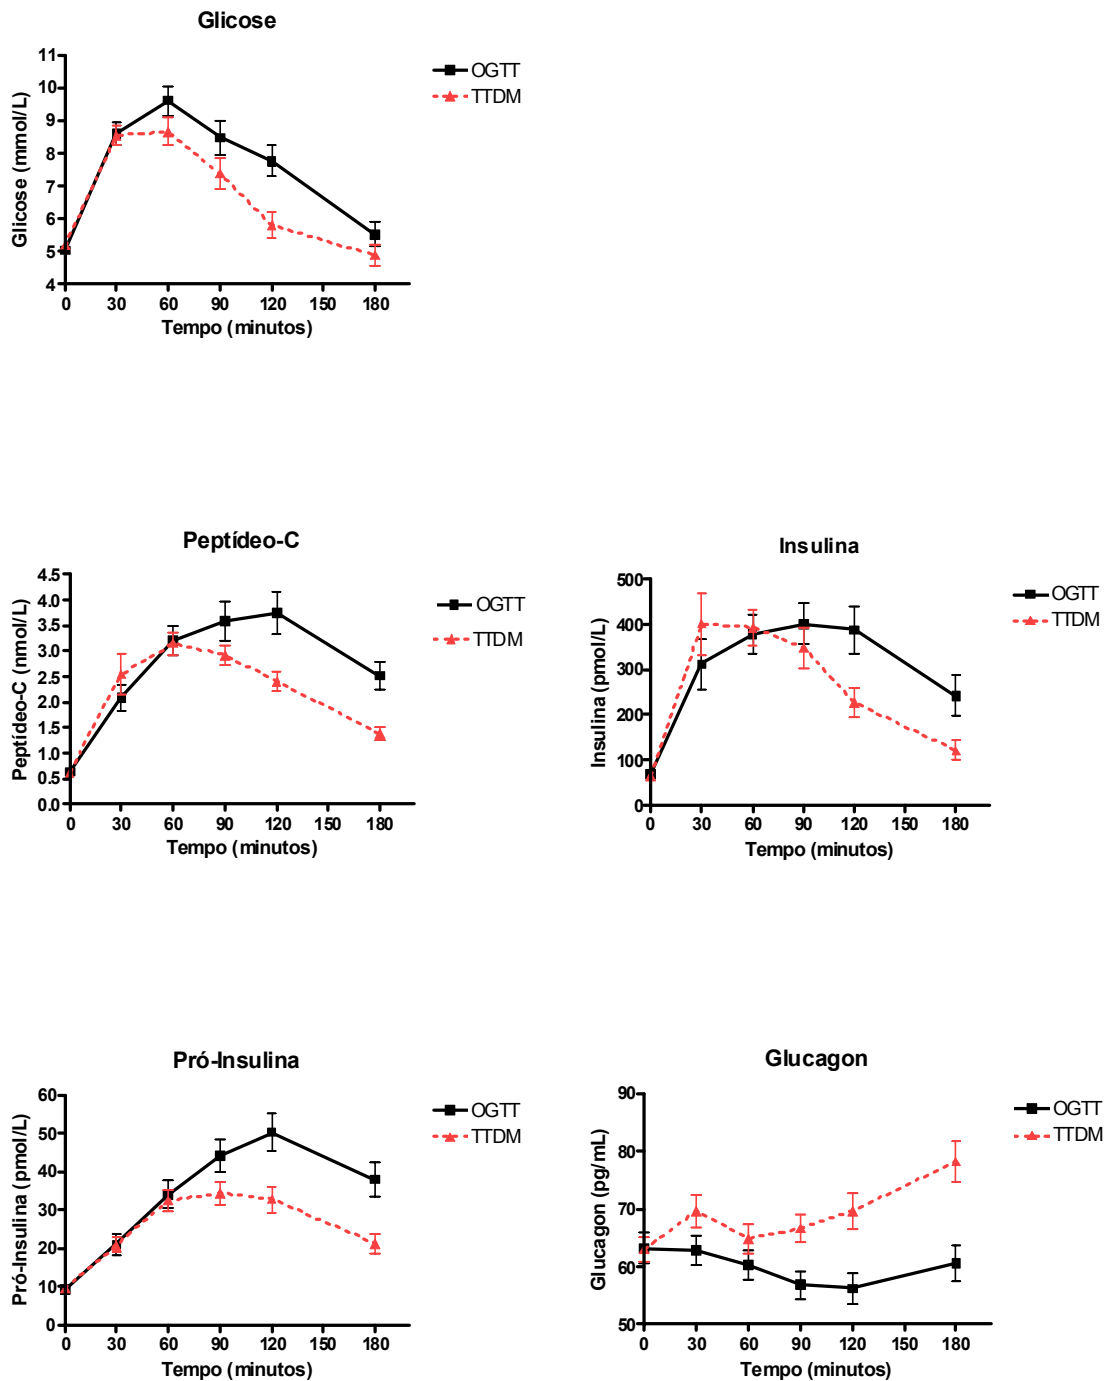 Glicose
11
10
9
8
7
6
5
4
Glicose (mmol/L)
0 30 60 90 120 150 180
Tempo (minutos)
OGTT
TTDM
Peptídeo-C
4.5
4.0
3.5
3.0
2.5
2.0
1.5
1.0
0.5
0.0
Peptídeo-C (nmol/L)
0 30 60 90 120 150 180
Tempo (minutos)
OGTT
TTDM
Insulina
500
400
300
200
100
0
Insulina (pmol/L)
0 30 60 90 120 150 180
Tempo (minutos)
OGTT
TTDM
Pró-Insulina
60
50
40
30
20
10
0
Pró-Insulina (pmol/L)
0 30 60 90 120 150 180
Tempo (minutos)
OGTT
TTDM
Glucagon
90
80
70
60
50
Glucagon (pg/mL)
0 30 60 90 120 150 180
Tempo (minutos)
OGTT
TTDM